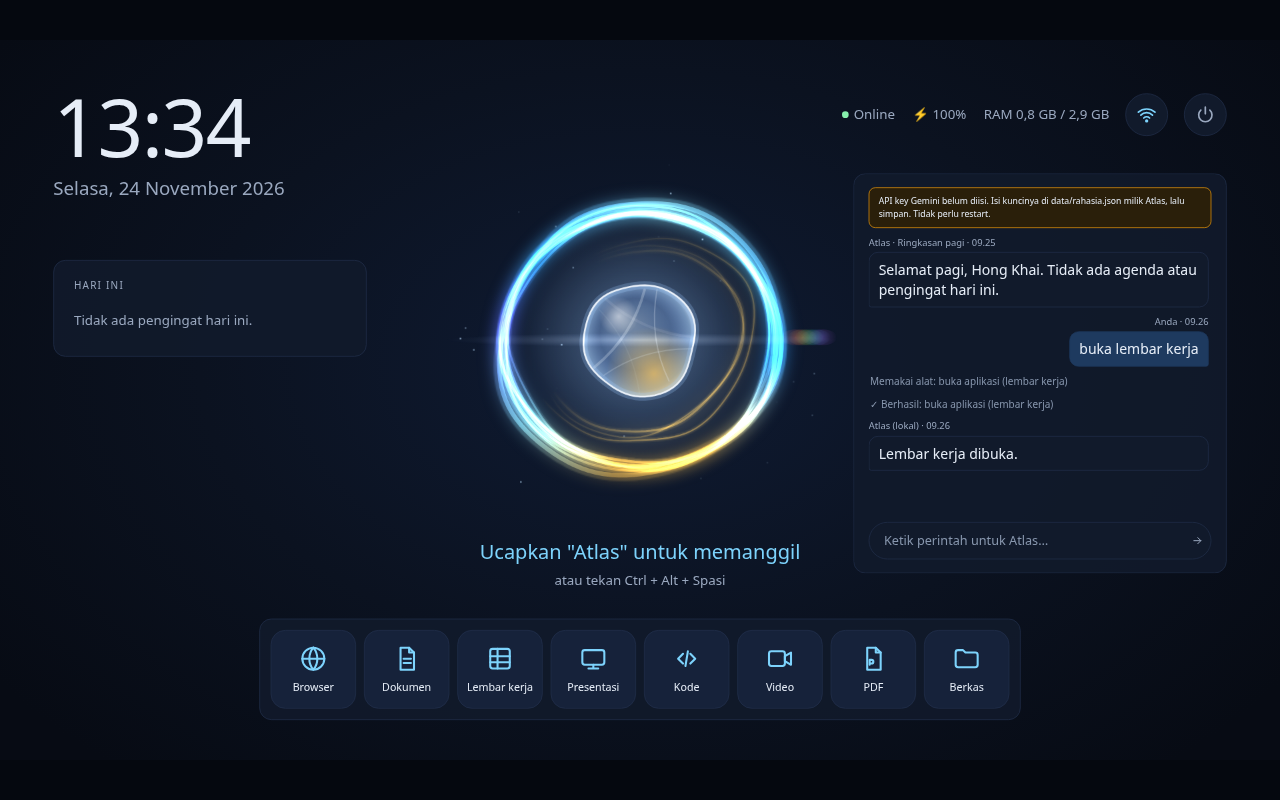 13:34
Selasa, 24 November 2026
Online
⚡ 100%
RAM 0,8 GB / 2,9 GB
HARI INI
Tidak ada pengingat hari ini.
API key Gemini belum diisi. Isi kuncinya di data/rahasia.json milik Atlas, lalu
simpan. Tidak perlu restart.
Atlas · Ringkasan pagi · 09.25
Selamat pagi, Hong Khai. Tidak ada agenda atau
pengingat hari ini.
Anda · 09.26
buka lembar kerja
Memakai alat: buka aplikasi (lembar kerja)
✓ Berhasil: buka aplikasi (lembar kerja)
Atlas (lokal) · 09.26
Lembar kerja dibuka.
Ketik perintah untuk Atlas...
Ucapkan "Atlas" untuk memanggil
atau tekan Ctrl + Alt + Spasi
Browser
Dokumen
Lembar kerja
Presentasi
Kode
Video
PDF
Berkas